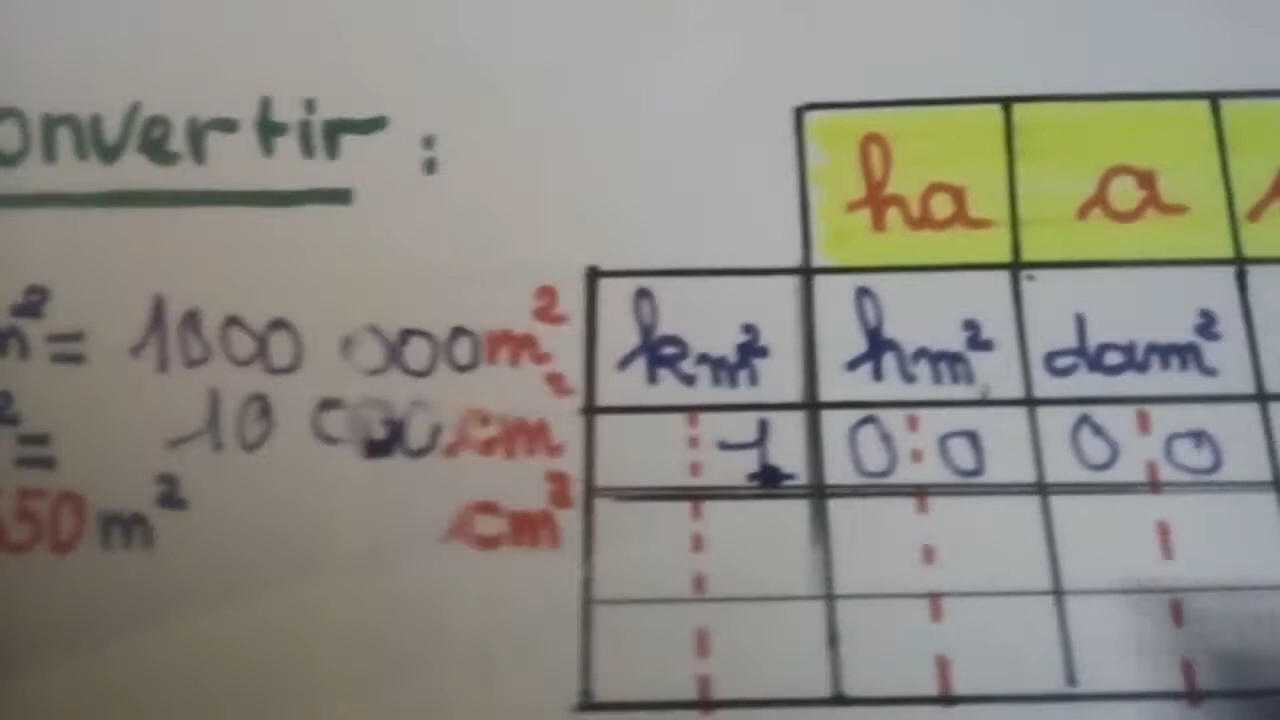 onvertir :
ha a
m² = 1000 000 m² km² hm² dam²
² = 10 000 cm² 1 0 0 0 0
50 m² cm²